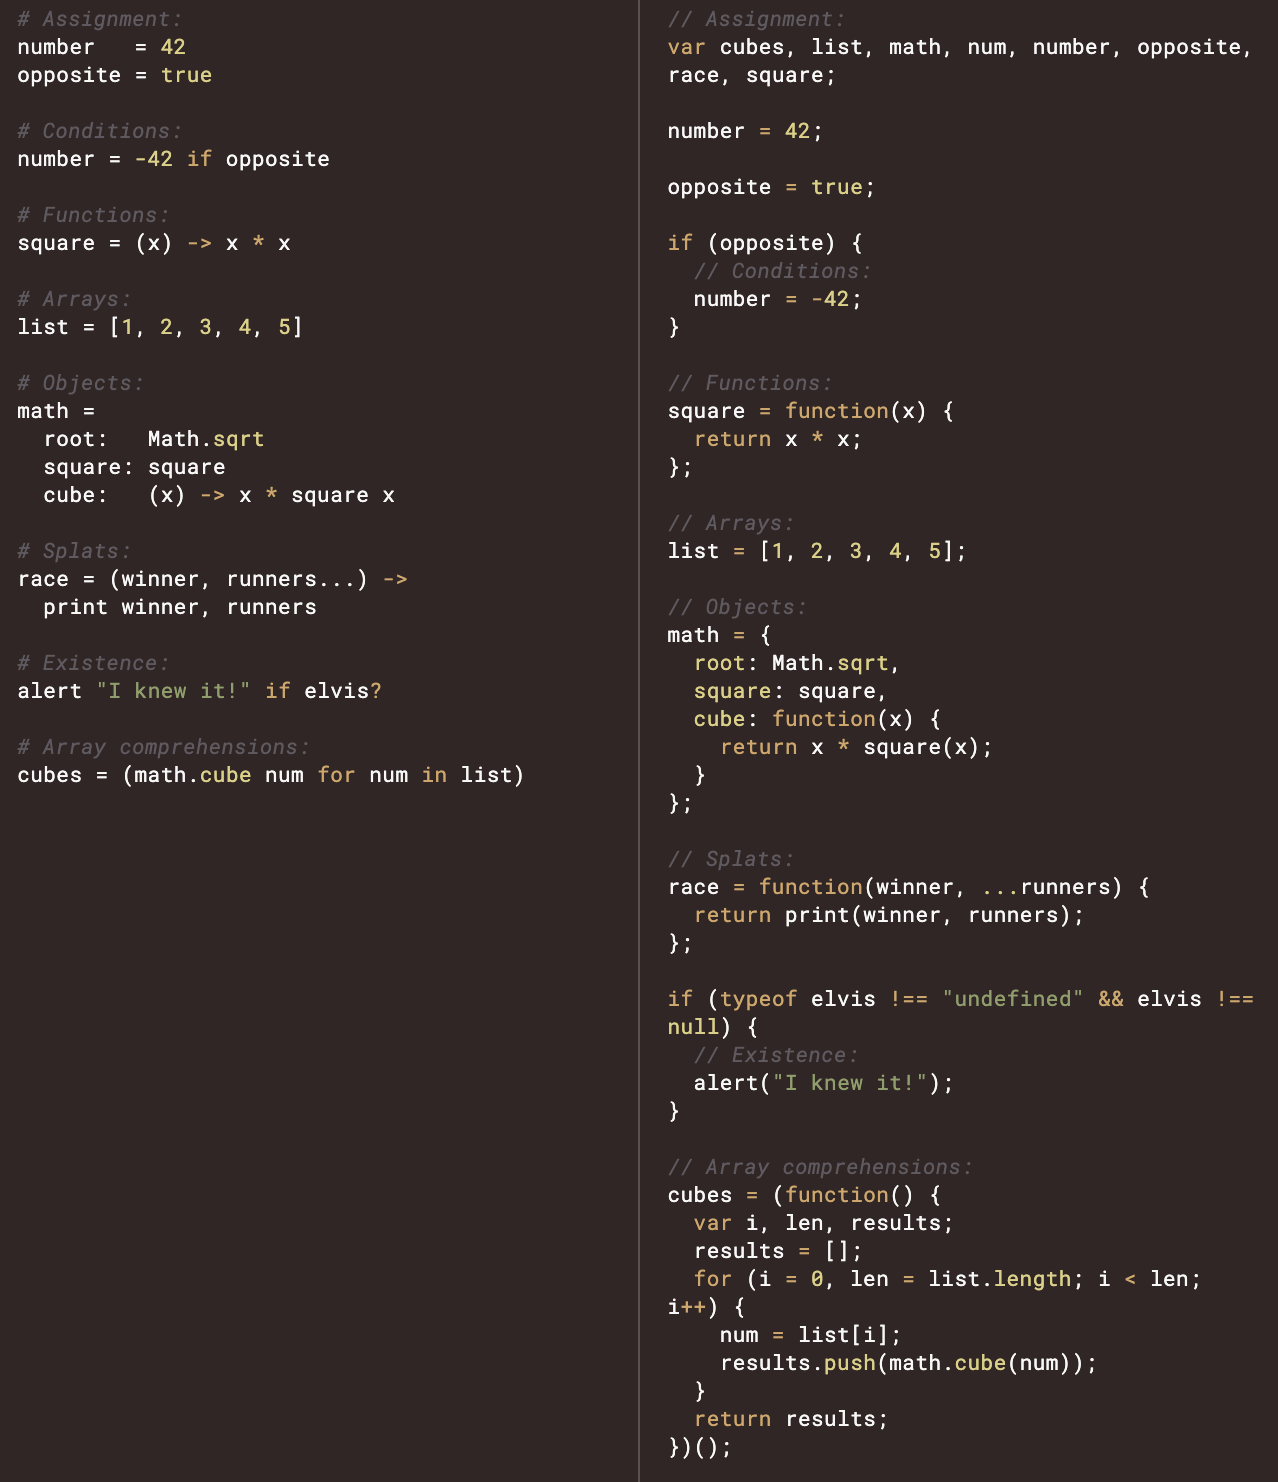 # Assignment:
number   = 42
opposite = true

# Conditions:
number = -42 if opposite

# Functions:
square = (x) -> x * x

# Arrays:
list = [1, 2, 3, 4, 5]

# Objects:
math =
  root:   Math.sqrt
  square: square
  cube:   (x) -> x * square x

# Splats:
race = (winner, runners...) ->
  print winner, runners

# Existence:
alert "I knew it!" if elvis?

# Array comprehensions:
cubes = (math.cube num for num in list)

// Assignment:
var cubes, list, math, num, number, opposite,
race, square;

number = 42;

opposite = true;

if (opposite) {
  // Conditions:
  number = -42;
}

// Functions:
square = function(x) {
  return x * x;
};

// Arrays:
list = [1, 2, 3, 4, 5];

// Objects:
math = {
  root: Math.sqrt,
  square: square,
  cube: function(x) {
    return x * square(x);
  }
};

// Splats:
race = function(winner, ...runners) {
  return print(winner, runners);
};

if (typeof elvis !== "undefined" && elvis !==
null) {
  // Existence:
  alert("I knew it!");
}

// Array comprehensions:
cubes = (function() {
  var i, len, results;
  results = [];
  for (i = 0, len = list.length; i < len;
i++) {
    num = list[i];
    results.push(math.cube(num));
  }
  return results;
})();